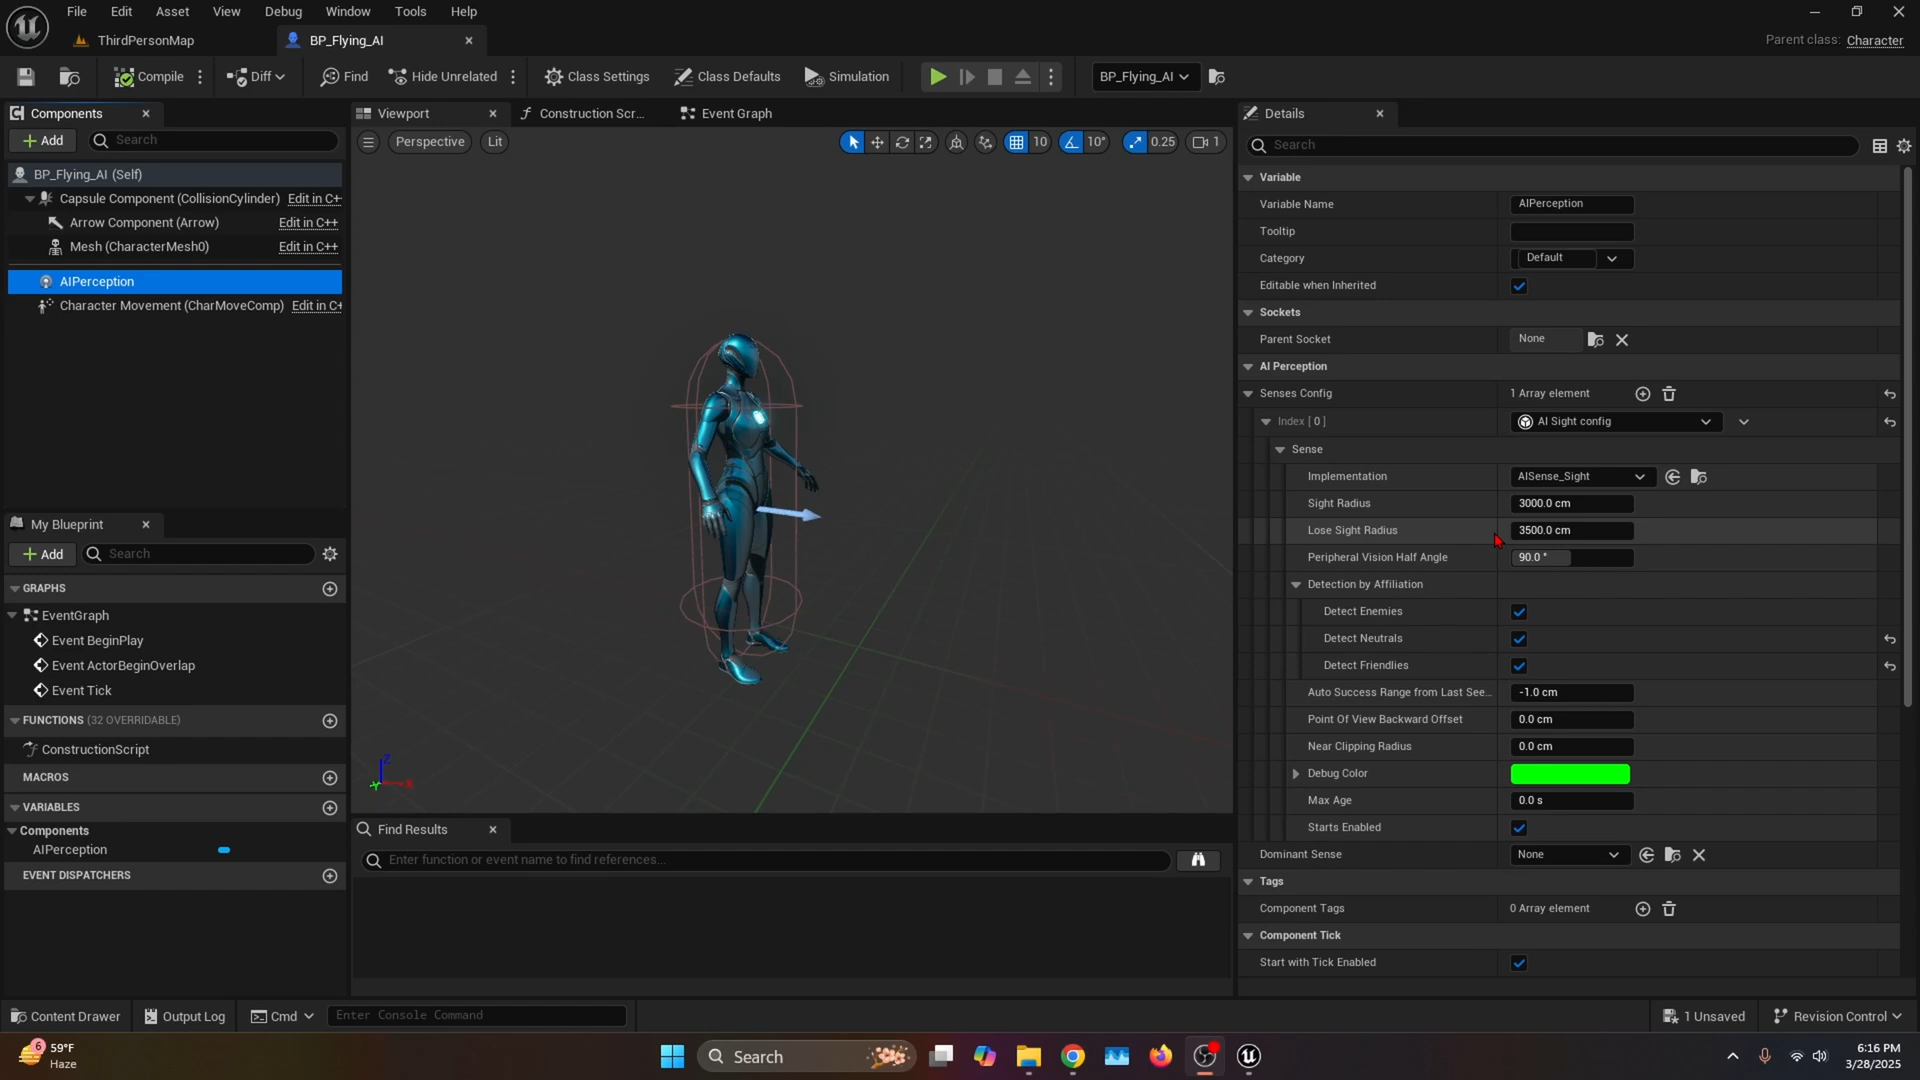 File Edit Asset View Debug Window Tools Help
ThirdPersonMap
BP_Flying_AI
Parent class: Character
Compile
Diff
Find
Hide Unrelated
Class Settings
Class Defaults
Simulation
BP_Flying_AI
Components
Add
Search
BP_Flying_AI (Self)
Capsule Component (CollisionCylinder) Edit in C++
Arrow Component (Arrow) Edit in C++
Mesh (CharacterMesh0) Edit in C++
AIPerception
Character Movement (CharMoveComp) Edit in C+
My Blueprint
Add
Search
GRAPHS
EventGraph
Event BeginPlay
Event ActorBeginOverlap
Event Tick
FUNCTIONS (32 OVERRIDABLE)
ConstructionScript
MACROS
VARIABLES
Components
AIPerception
EVENT DISPATCHERS
Viewport
Construction Scr...
Event Graph
Perspective
Lit
10
10°
0.25
1
Z
X
Y
Find Results
Enter function or event name to find references...
Details
Search
Variable
Variable Name AIPerception
Tooltip
Category Default
Editable when Inherited
Sockets
Parent Socket None
AI Perception
Senses Config 1 Array element
Index [ 0 ] AI Sight config
Sense
Implementation AISense_Sight
Sight Radius 3000.0 cm
Lose Sight Radius 3500.0 cm
Peripheral Vision Half Angle 90.0 °
Detection by Affiliation
Detect Enemies
Detect Neutrals
Detect Friendlies
Auto Success Range from Last See... -1.0 cm
Point Of View Backward Offset 0.0 cm
Near Clipping Radius 0.0 cm
Debug Color
Max Age 0.0 s
Starts Enabled
Dominant Sense None
Tags
Component Tags 0 Array element
Component Tick
Start with Tick Enabled
Content Drawer
Output Log
Cmd
Enter Console Command
1 Unsaved
Revision Control
6
59°F
Haze
Search
6:16 PM
3/28/2025